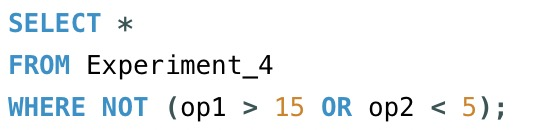 SELECT *
FROM Experiment_4
WHERE NOT (op1 > 15 OR op2 < 5);